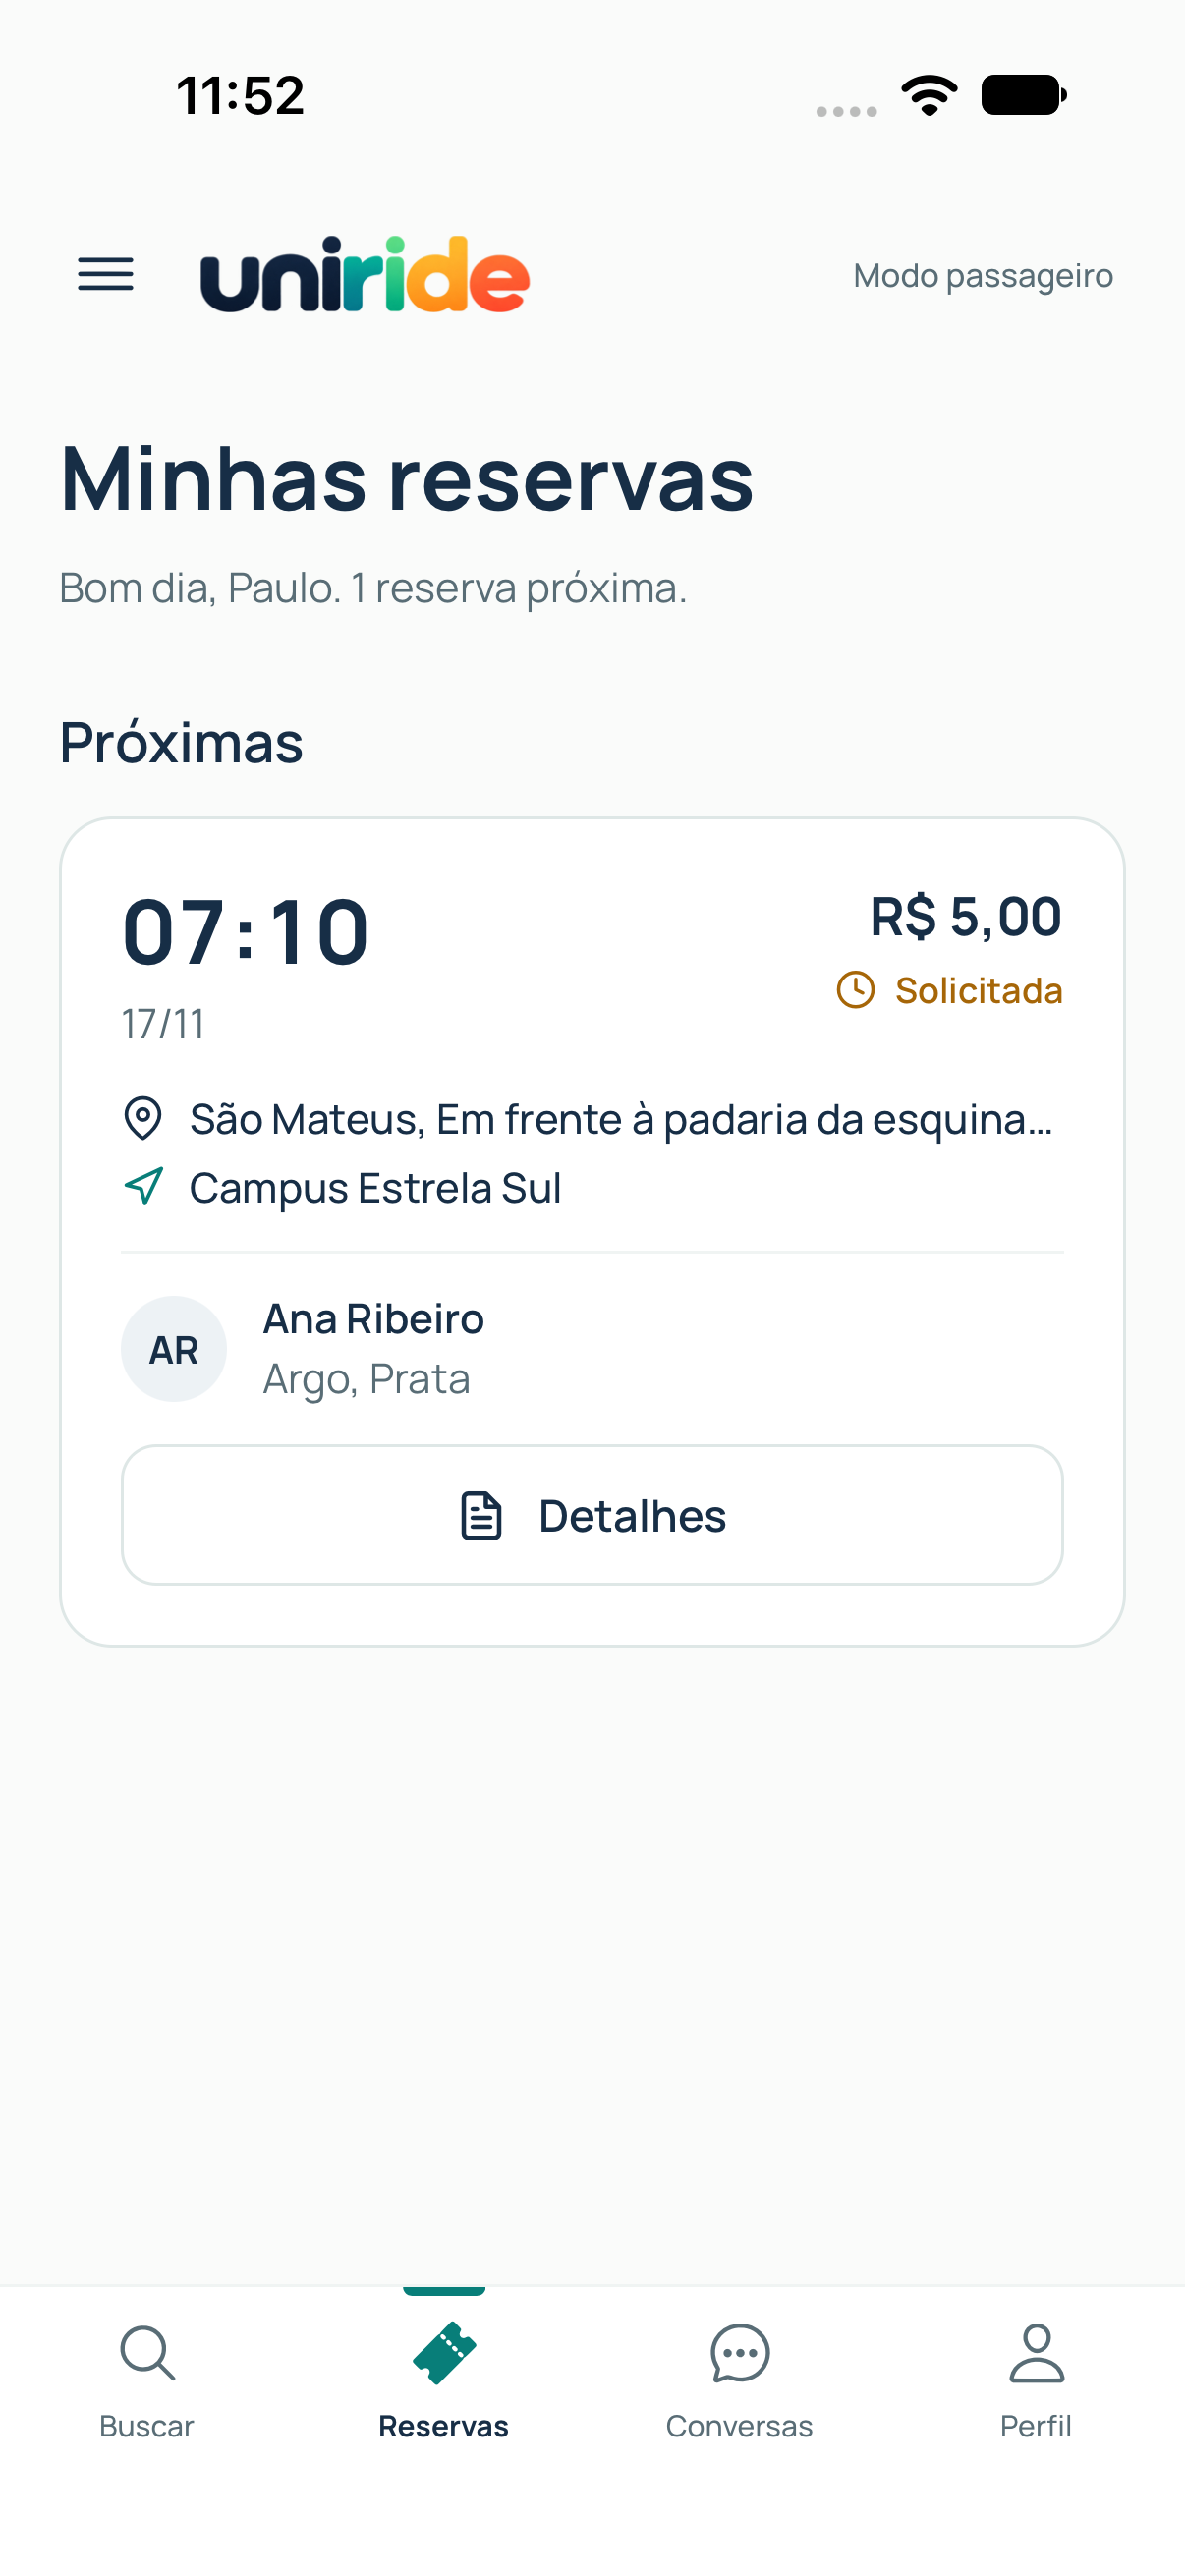 11:52
uniride
Modo passageiro
Minhas reservas
Bom dia, Paulo. 1 reserva próxima.
Próximas
07:10
R$ 5,00
Solicitada
17/11
São Mateus, Em frente à padaria da esquina...
Campus Estrela Sul
AR
Ana Ribeiro
Argo, Prata
Detalhes
Buscar
Reservas
Conversas
Perfil